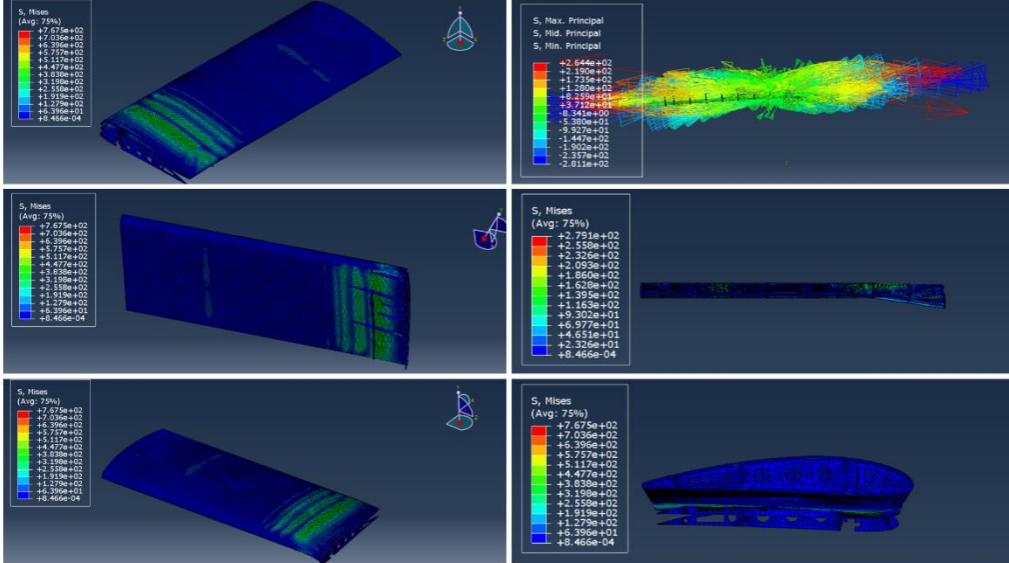 S, Mises
(Avg: 75%)
+7.675e+02
+7.036e+02
+6.396e+02
+5.757e+02
+5.117e+02
+4.477e+02
+3.838e+02
+3.198e+02
+2.558e+02
+1.919e+02
+1.279e+02
+6.396e+01
+8.466e-04
S, Max. Principal
S, Mid. Principal
S, Min. Principal
+2.644e+02
+2.190e+02
+1.735e+02
+1.280e+02
+8.259e+01
+3.712e+01
-8.341e+00
-5.380e+01
-9.927e+01
-1.447e+02
-1.902e+02
-2.357e+02
-2.811e+02
S, Mises
(Avg: 75%)
+7.675e+02
+7.036e+02
+6.396e+02
+5.757e+02
+5.117e+02
+4.477e+02
+3.838e+02
+3.198e+02
+2.558e+02
+1.919e+02
+1.279e+02
+6.396e+01
+8.466e-04
S, Mises
(Avg: 75%)
+2.791e+02
+2.558e+02
+2.326e+02
+2.093e+02
+1.860e+02
+1.628e+02
+1.395e+02
+1.163e+02
+9.302e+01
+6.977e+01
+4.651e+01
+2.326e+01
+8.466e-04
S, Mises
(Avg: 75%)
+7.675e+02
+7.036e+02
+6.396e+02
+5.757e+02
+5.117e+02
+4.477e+02
+3.838e+02
+3.198e+02
+2.558e+02
+1.919e+02
+1.279e+02
+6.396e+01
+8.466e-04
S, Mises
(Avg: 75%)
+7.675e+02
+7.036e+02
+6.396e+02
+5.757e+02
+5.117e+02
+4.477e+02
+3.838e+02
+3.198e+02
+2.558e+02
+1.919e+02
+1.279e+02
+6.396e+01
+8.466e-04